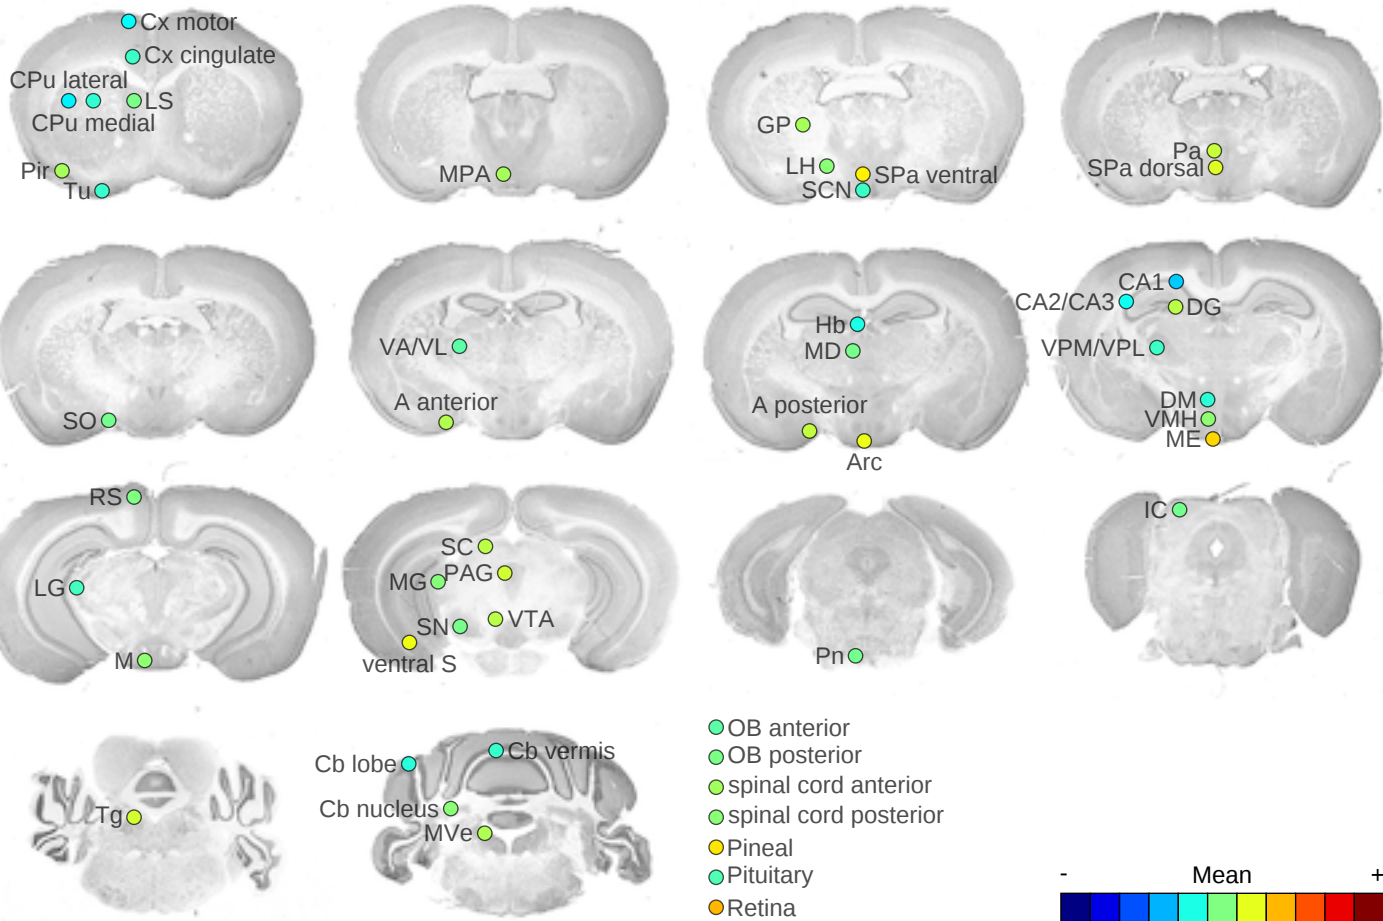 Cx motor
Cx cingulate
CPu lateral
LS
CPu medial
Pir
Tu
MPA
GP
LH
SPa ventral
SCN
Pa
SPa dorsal
SO
VA/VL
A anterior
Hb
MD
A posterior
Arc
CA1
CA2/CA3
DG
VPM/VPL
DM
VMH
ME
RS
LG
M
SC
MG
PAG
SN
VTA
ventral S
Pn
IC
Tg
Cb lobe
Cb vermis
Cb nucleus
MVe
OB anterior
OB posterior
spinal cord anterior
spinal cord posterior
Pineal
Pituitary
Retina
- Mean +